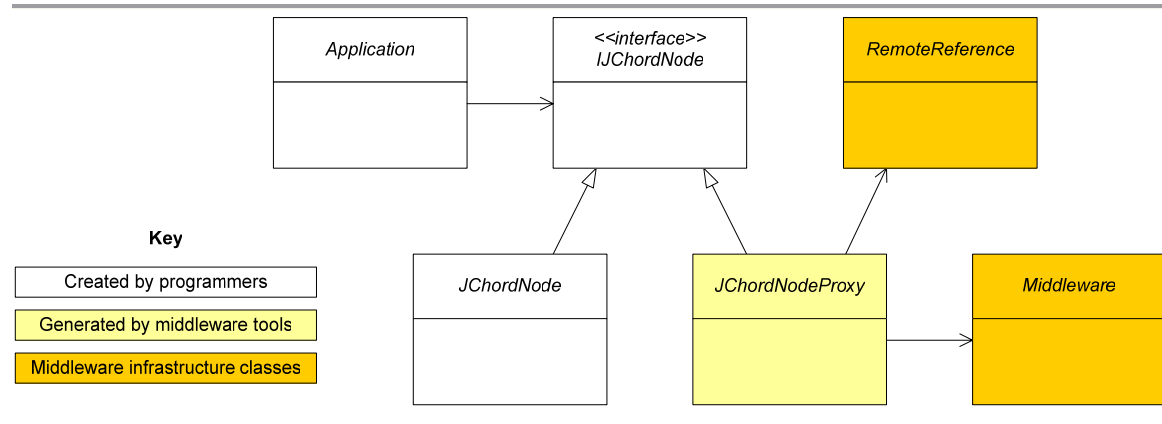 Application
<<interface>>
IJChordNode
RemoteReference
Key
Created by programmers
Generated by middleware tools
Middleware infrastructure classes
JChordNode
JChordNodeProxy
Middleware